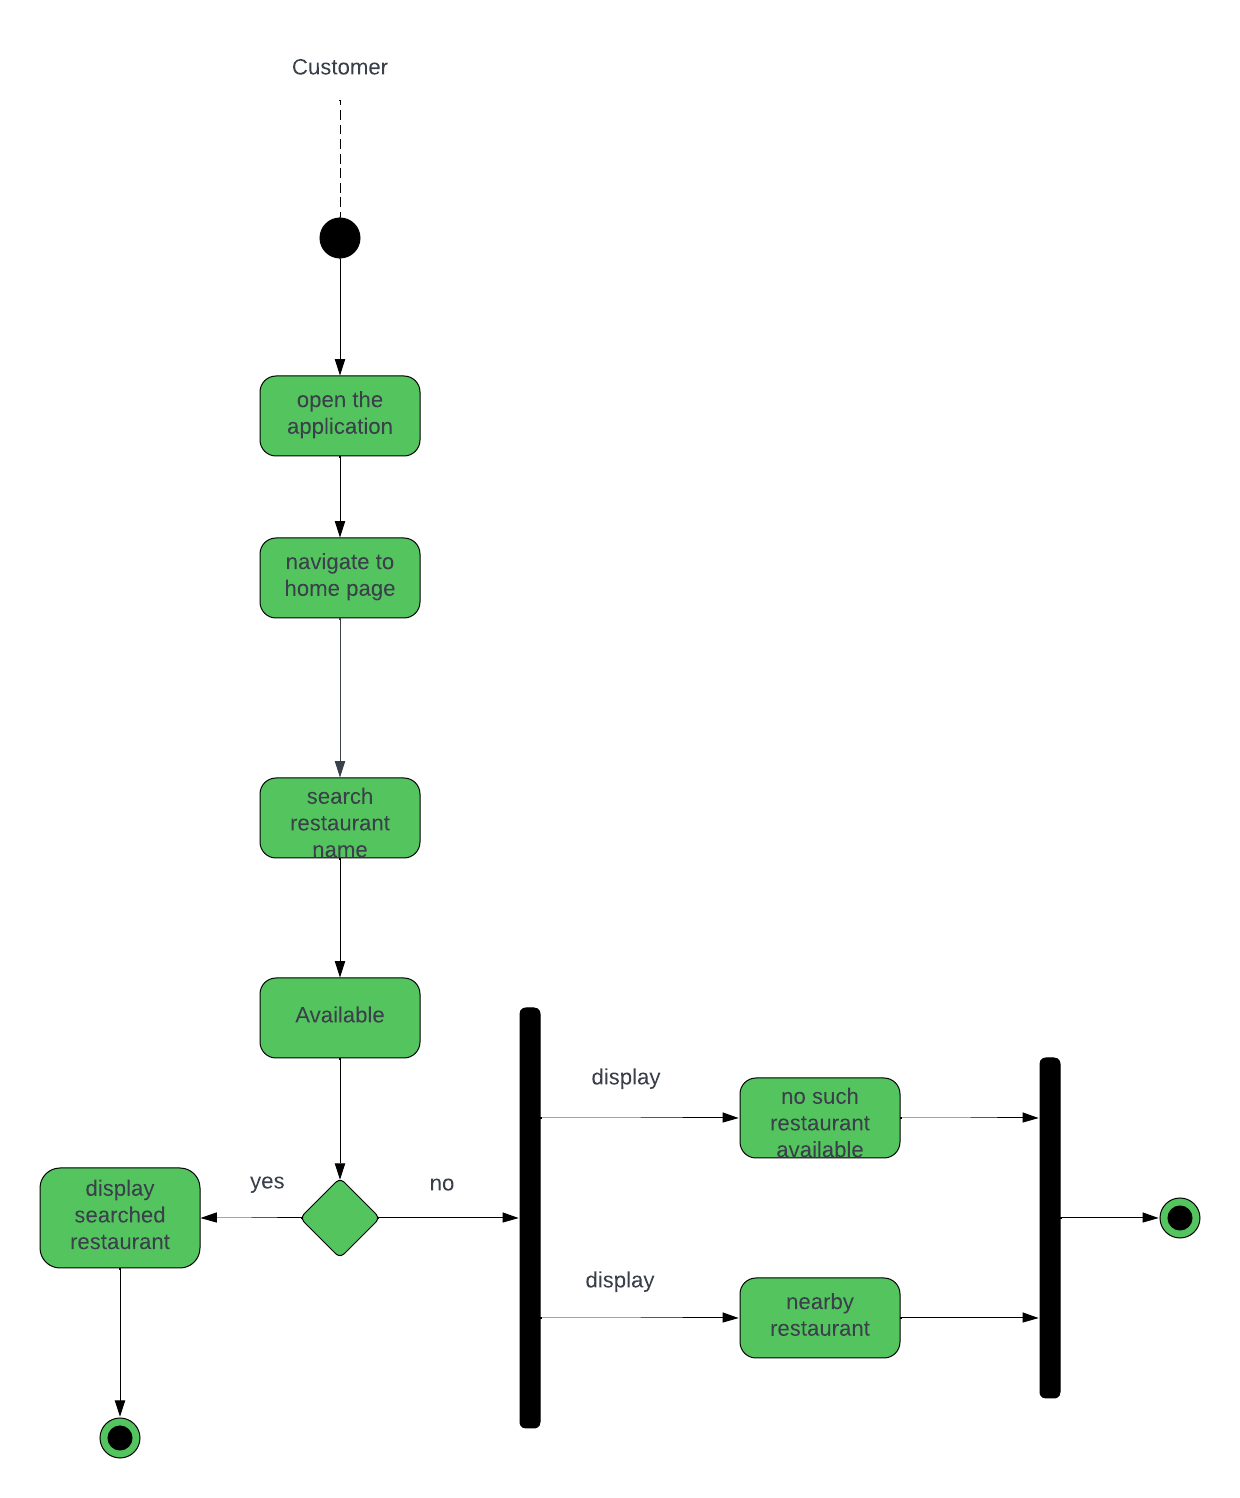 Customer
open the
application
navigate to
home page
search
restaurant
name
Available
display
no such
restaurant
available
yes
no
display
searched
restaurant
display
nearby
restaurant